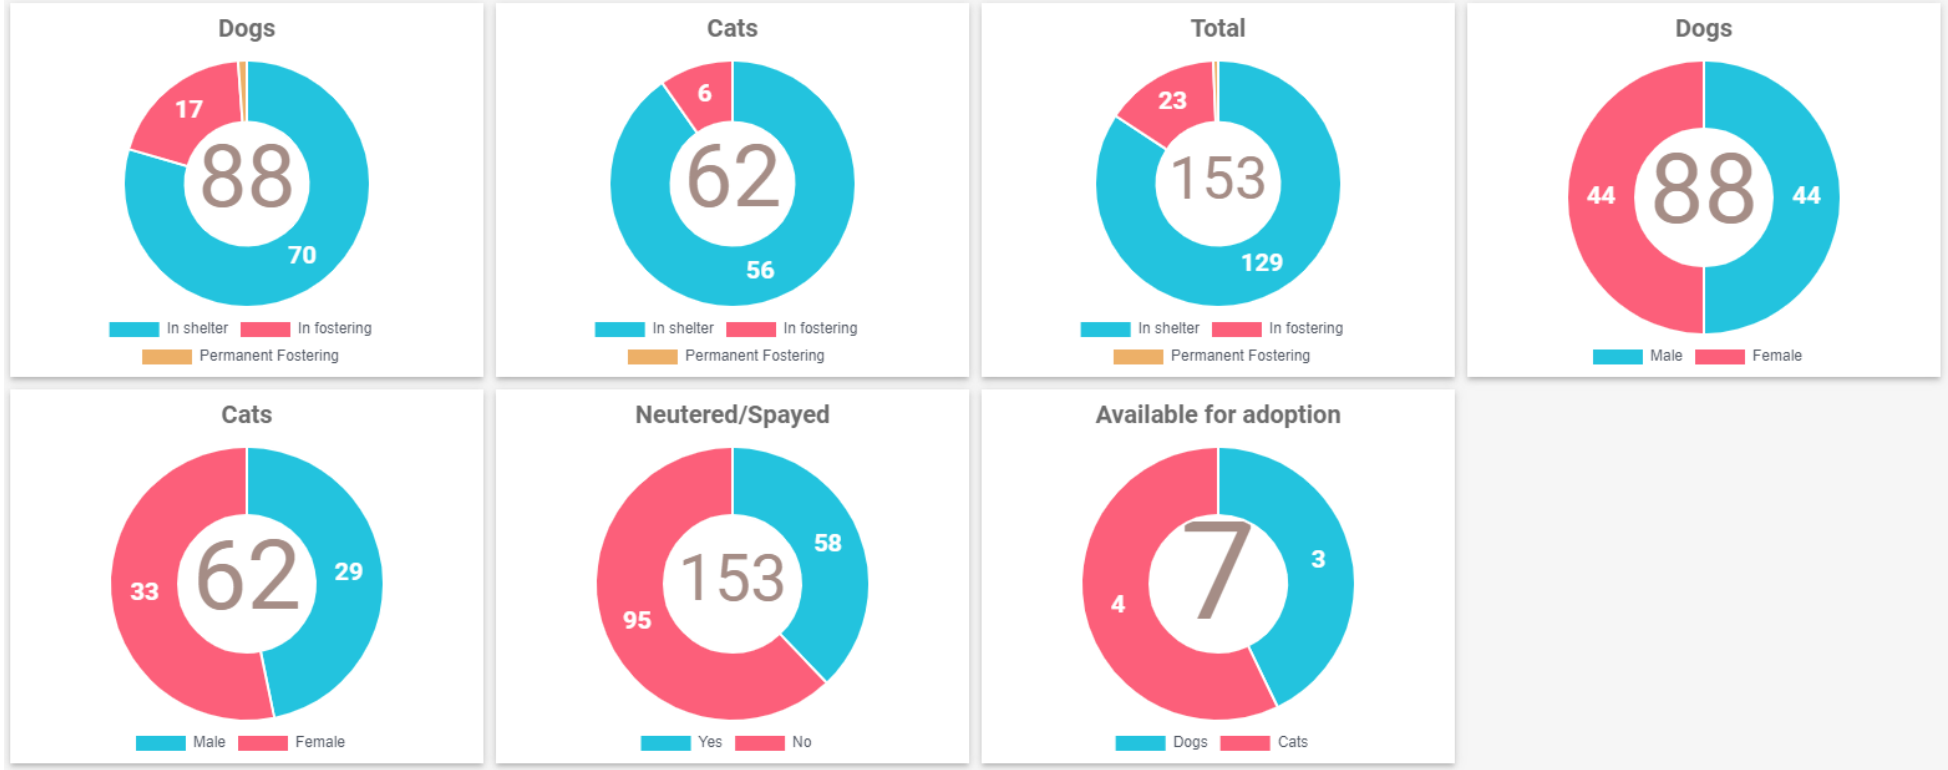 Dogs
17
88
70
In shelter In fostering
Permanent Fostering
Cats
6
62
56
In shelter In fostering
Permanent Fostering
Total
23
153
129
In shelter In fostering
Permanent Fostering
Dogs
44 88 44
Male Female
Cats
29
62
33
Male Female
Neutered/Spayed
58
153
95
Yes No
Available for adoption
3
7
4
Dogs Cats